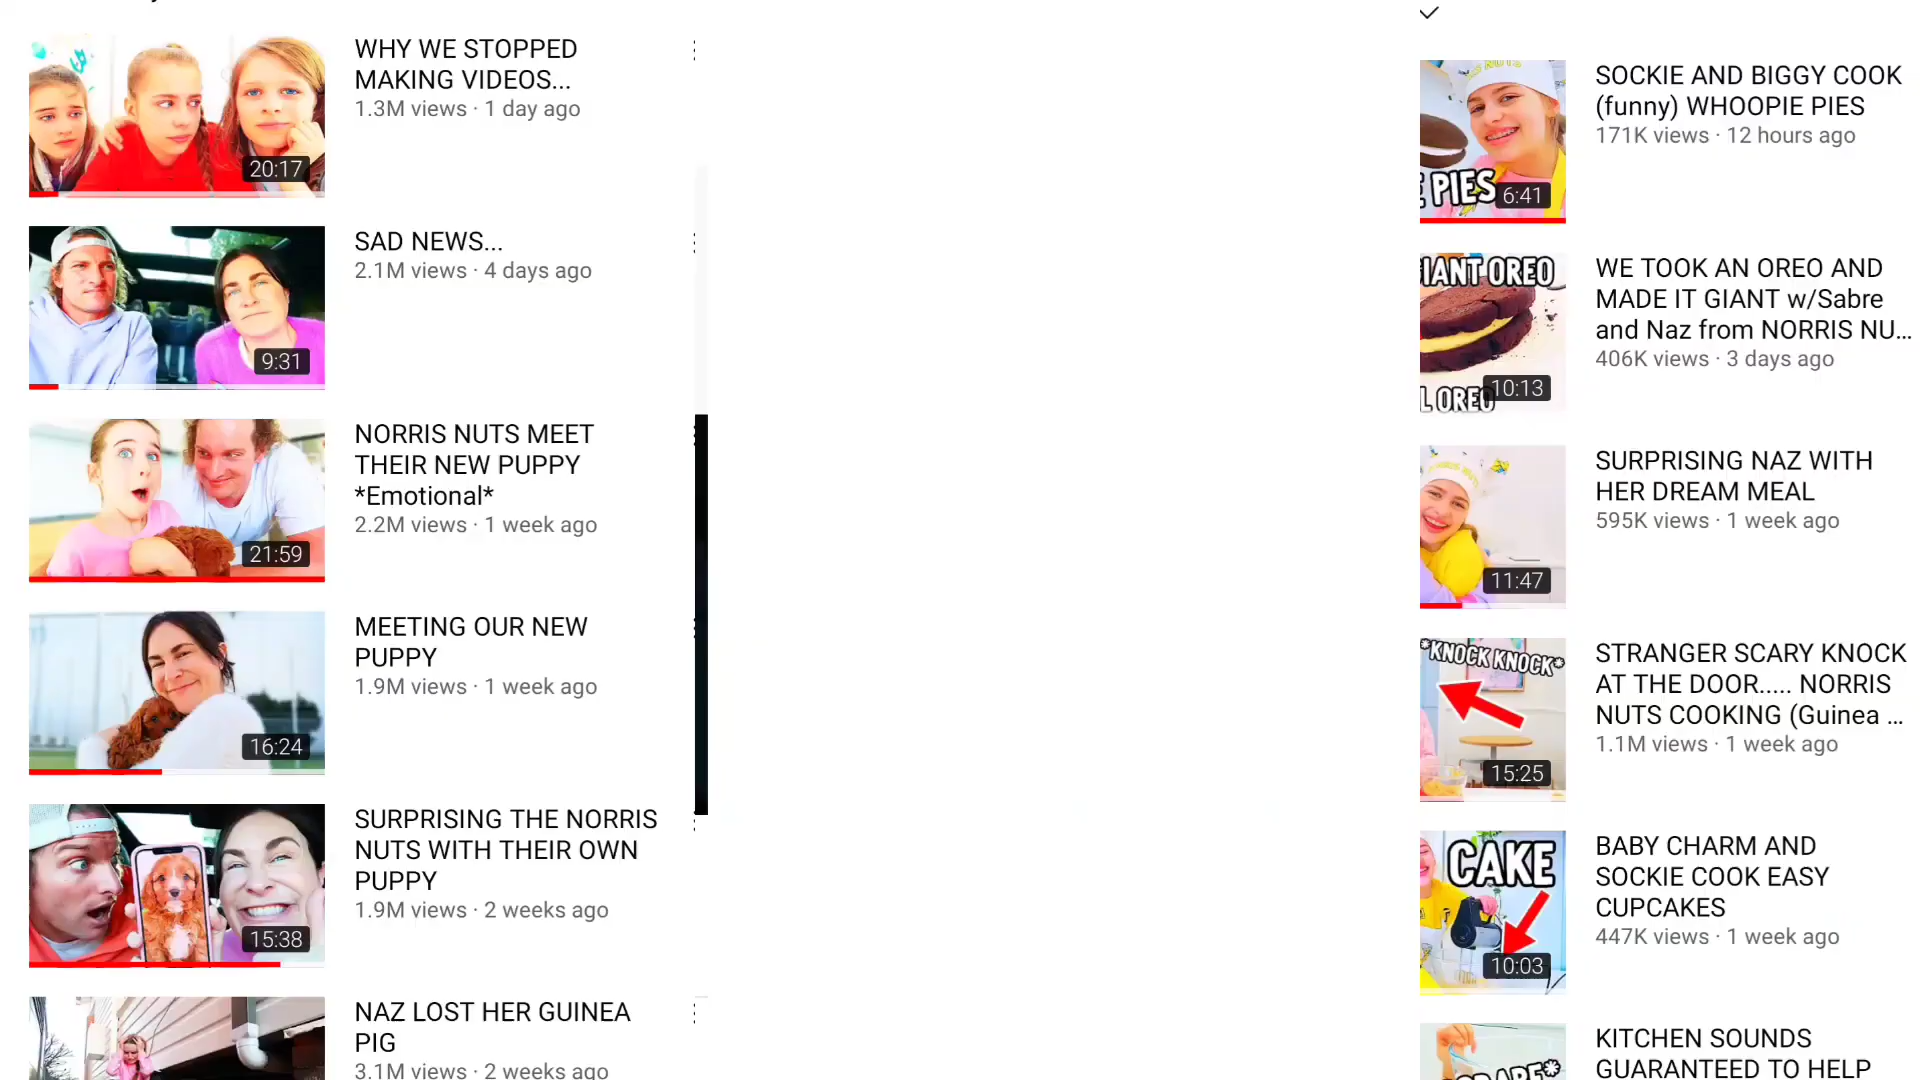 WHY WE STOPPED
MAKING VIDEOS...
1.3M views · 1 day ago
20:17
SAD NEWS...
2.1M views · 4 days ago
9:31
NORRIS NUTS MEET
THEIR NEW PUPPY
*Emotional*
2.2M views · 1 week ago
21:59
MEETING OUR NEW
PUPPY
1.9M views · 1 week ago
16:24
SURPRISING THE NORRIS
NUTS WITH THEIR OWN
PUPPY
1.9M views · 2 weeks ago
15:38
NAZ LOST HER GUINEA
PIG
3.1M views · 2 weeks ago
SOCKIE AND BIGGY COOK
(funny) WHOOPIE PIES
171K views · 12 hours ago
PIES
6:41
IANT OREO
WE TOOK AN OREO AND
MADE IT GIANT w/Sabre
and Naz from NORRIS NU...
406K views · 3 days ago
10:13
L OREO
SURPRISING NAZ WITH
HER DREAM MEAL
595K views · 1 week ago
11:47
*KNOCK KNOCK*
STRANGER SCARY KNOCK
AT THE DOOR..... NORRIS
NUTS COOKING (Guinea ...
1.1M views · 1 week ago
15:25
CAKE
BABY CHARM AND
SOCKIE COOK EASY
CUPCAKES
447K views · 1 week ago
10:03
KITCHEN SOUNDS
GUARANTEED TO HELP